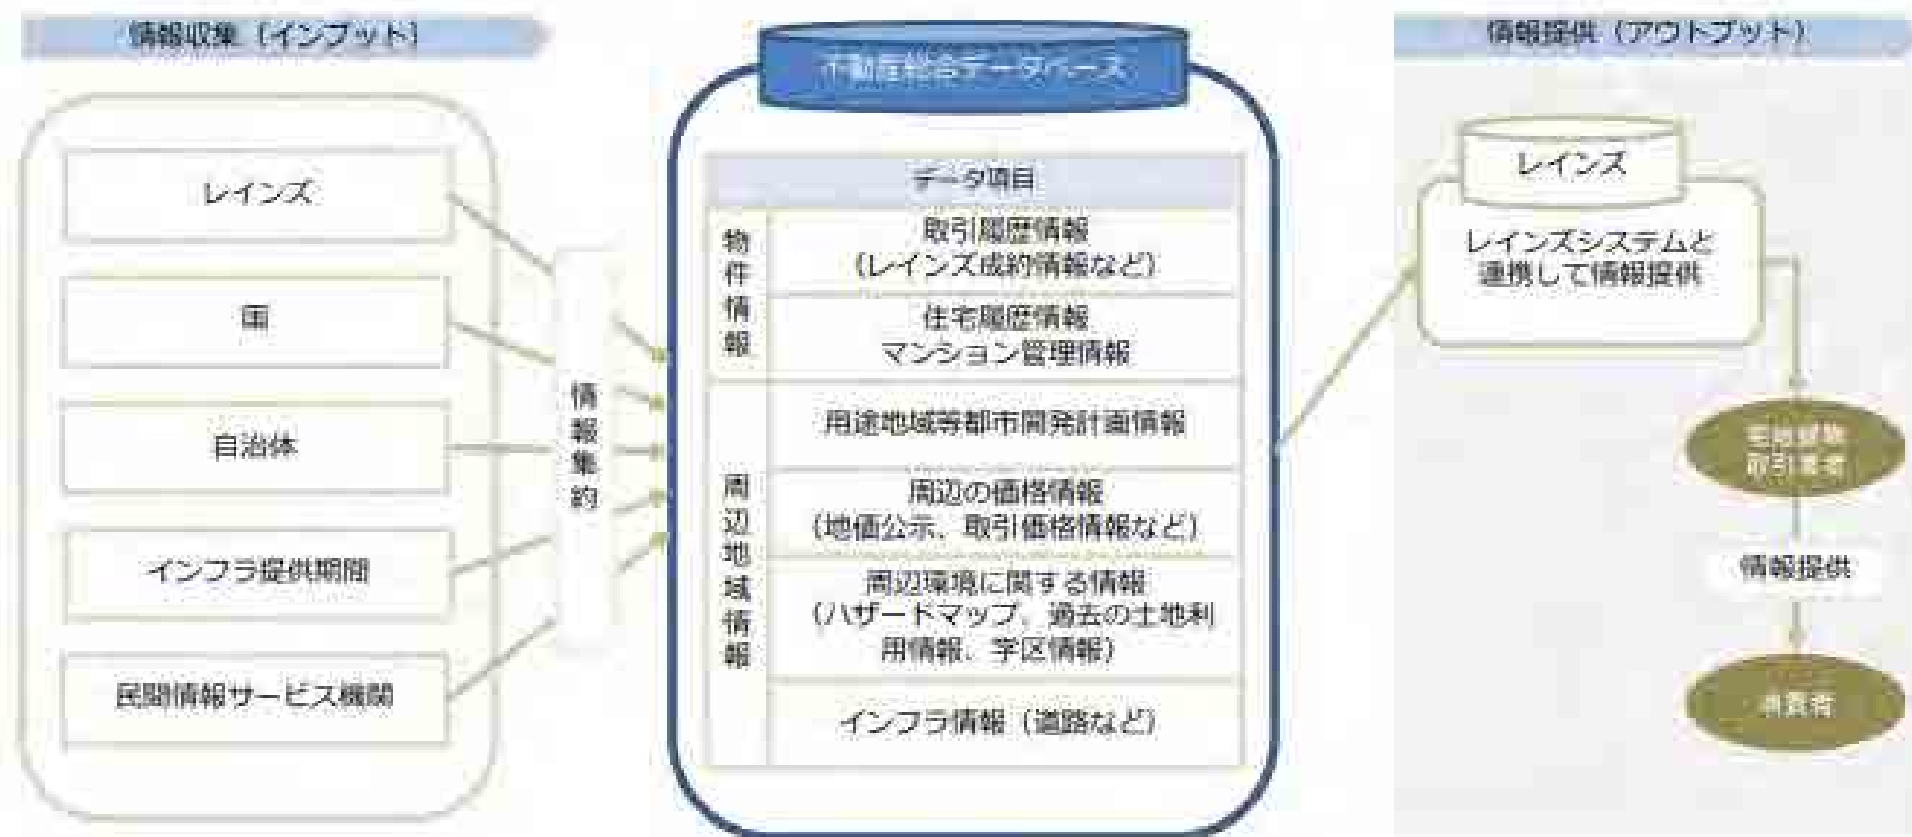 情報収集(インプット)
レインズ
国
自治体
インフラ提供期間
民間情報サービス機関
情報集約
不動産総合データベース
データ項目
物件情報
取引履歴情報
(レインズ成約情報など)
住宅履歴情報
マンション管理情報
周辺地域情報
用途地域等都市開発計画情報
周辺の価格情報
(地価公示、取引価格情報など)
周辺環境に関する情報
(ハザードマップ、過去の土地利
用情報、学区情報)
インフラ情報(道路など)
情報提供(アウトプット)
レインズ
レインズシステムと
連携して情報提供
取引業者
情報提供
消費者